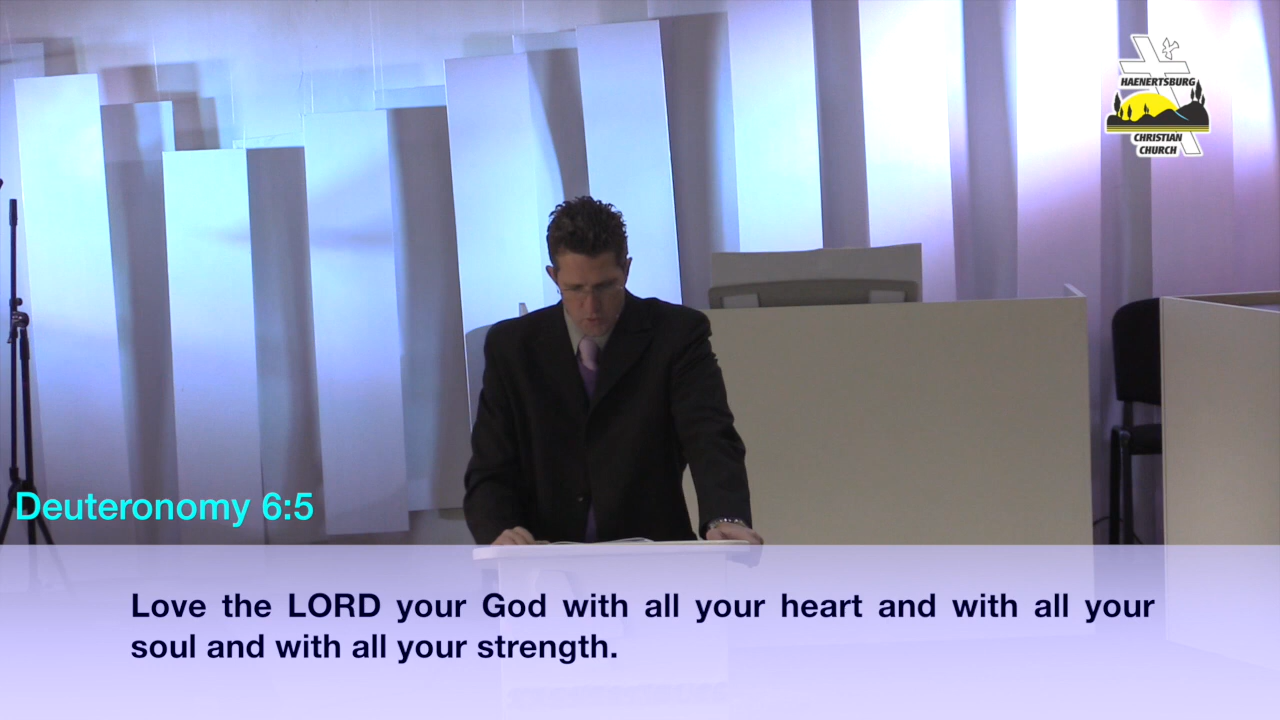 HAENERTSBURG
CHRISTIAN
CHURCH
Deuteronomy 6:5
Love the LORD your God with all your heart and with all your
soul and with all your strength.